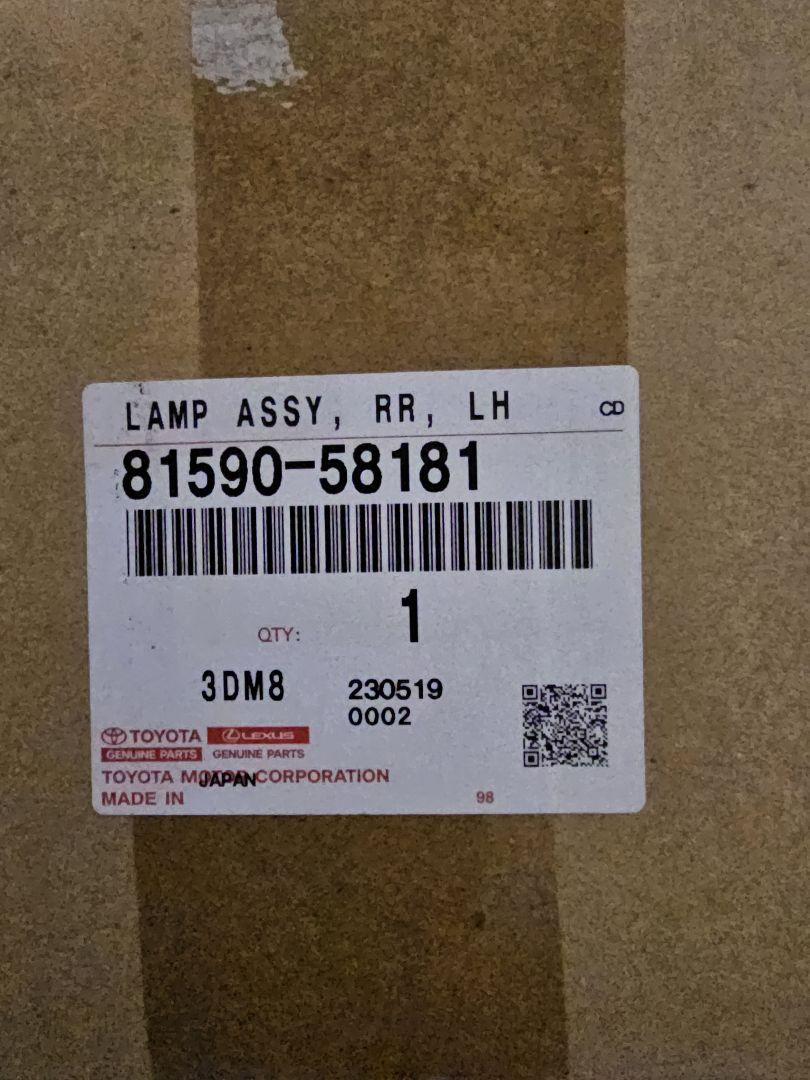 LAMP ASSY, RR, LH CD
81590-58181
QTY: 1
3DM8 230519
0002
TOYOTA LEXUS
GENUINE PARTS GENUINE PARTS
TOYOTA MOTOR CORPORATION
MADE IN JAPAN 98